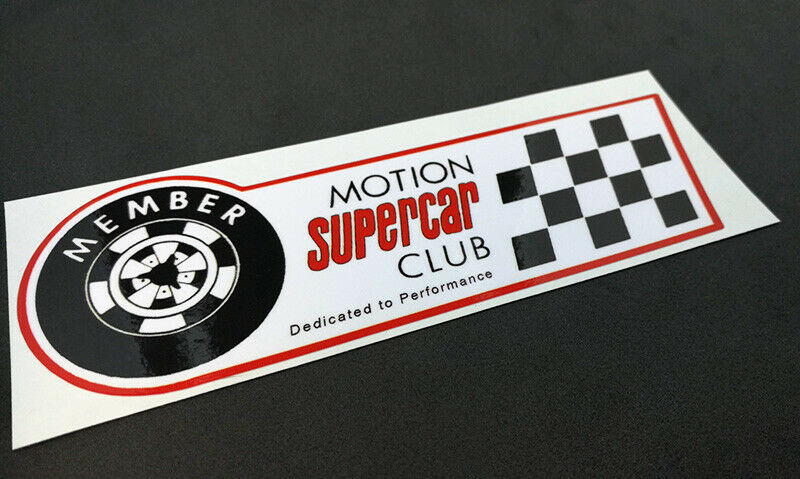 MEMBER
MOTION
SUPERCAR
CLUB
Dedicated to Performance